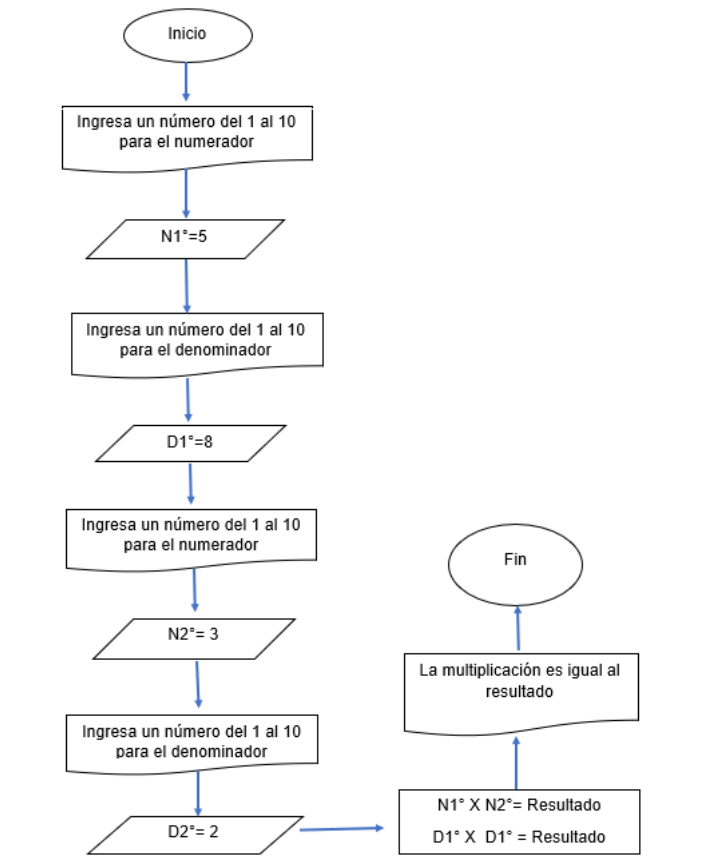 Inicio
Ingresa un número del 1 al 10
para el numerador
N1°=5
Ingresa un número del 1 al 10
para el denominador
D1°=8
Ingresa un número del 1 al 10
para el numerador
N2°= 3
Ingresa un número del 1 al 10
para el denominador
D2°= 2
N1° X N2°= Resultado
D1° X D1° = Resultado
La multiplicación es igual al
resultado
Fin